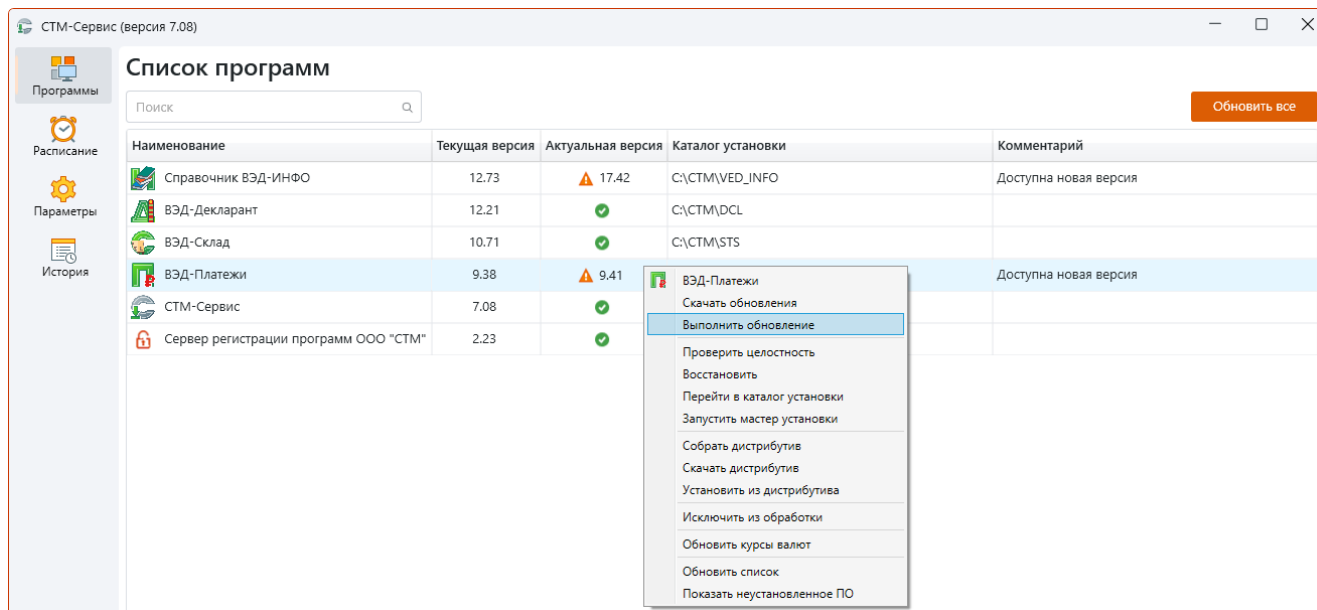 СТМ-Сервис (версия 7.08)
Программы
Расписание
Параметры
История
Список программ
Поиск
Обновить все
Наименование Текущая версия Актуальная версия Каталог установки Комментарий
Справочник ВЭД-ИНФО 12.73 17.42 C:\CTM\VED_INFO Доступна новая версия
ВЭД-Декларант 12.21 C:\CTM\DCL
ВЭД-Склад 10.71 C:\CTM\STS
ВЭД-Платежи 9.38 9.41 Доступна новая версия
СТМ-Сервис 7.08
Сервер регистрации программ ООО "СТМ" 2.23
ВЭД-Платежи
Скачать обновления
Выполнить обновление
Проверить целостность
Восстановить
Перейти в каталог установки
Запустить мастер установки
Собрать дистрибутив
Скачать дистрибутив
Установить из дистрибутива
Исключить из обработки
Обновить курсы валют
Обновить список
Показать неустановленное ПО